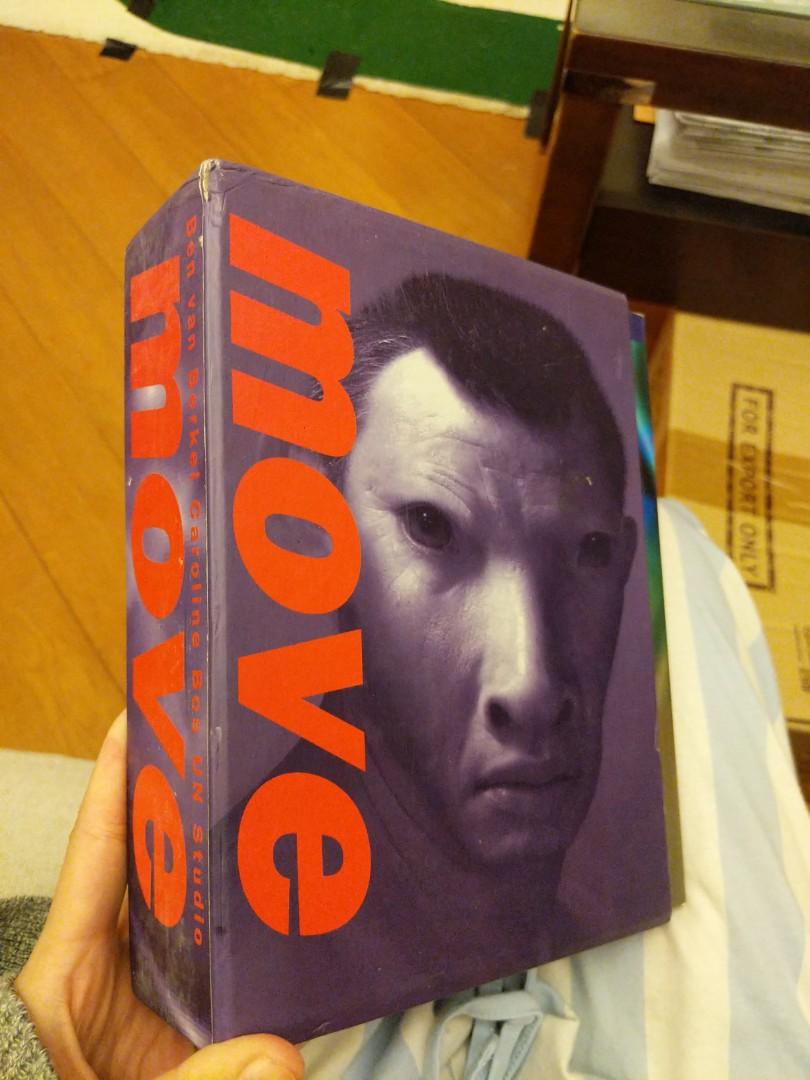 move
Ben van Berkel Caroline Bos UN Studio
move
FOR EXPORT ONLY